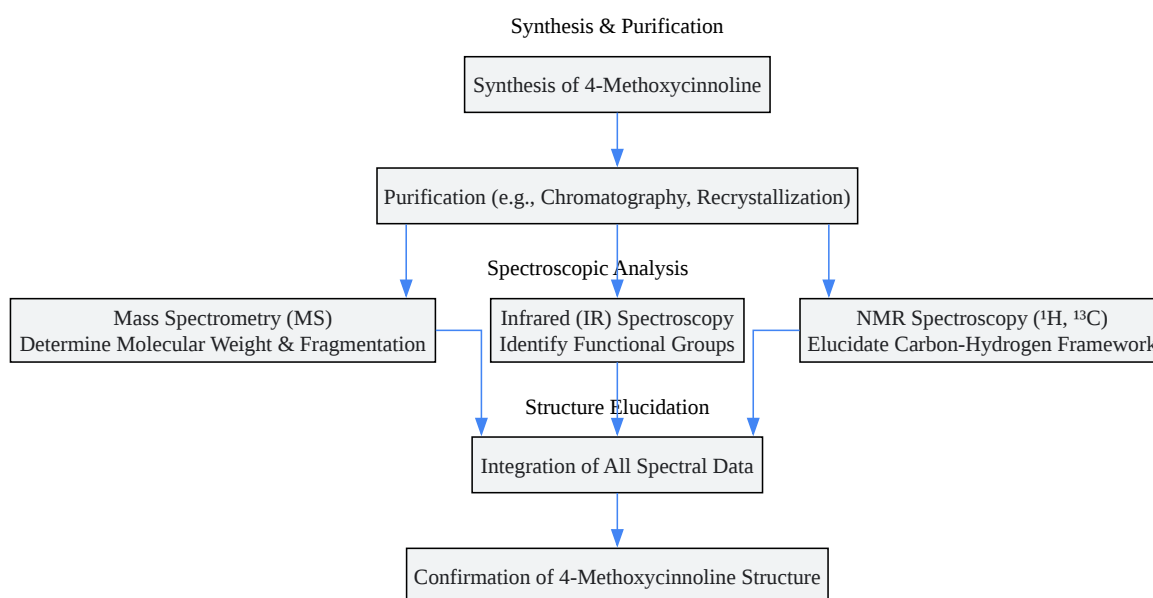 Synthesis & Purification
Synthesis of 4-Methoxycinnoline
Purification (e.g., Chromatography, Recrystallization)
Spectroscopic Analysis
Mass Spectrometry (MS)
Determine Molecular Weight & Fragmentation
Infrared (IR) Spectroscopy
Identify Functional Groups
NMR Spectroscopy (¹H, ¹³C)
Elucidate Carbon-Hydrogen Framework
Structure Elucidation
Integration of All Spectral Data
Confirmation of 4-Methoxycinnoline Structure